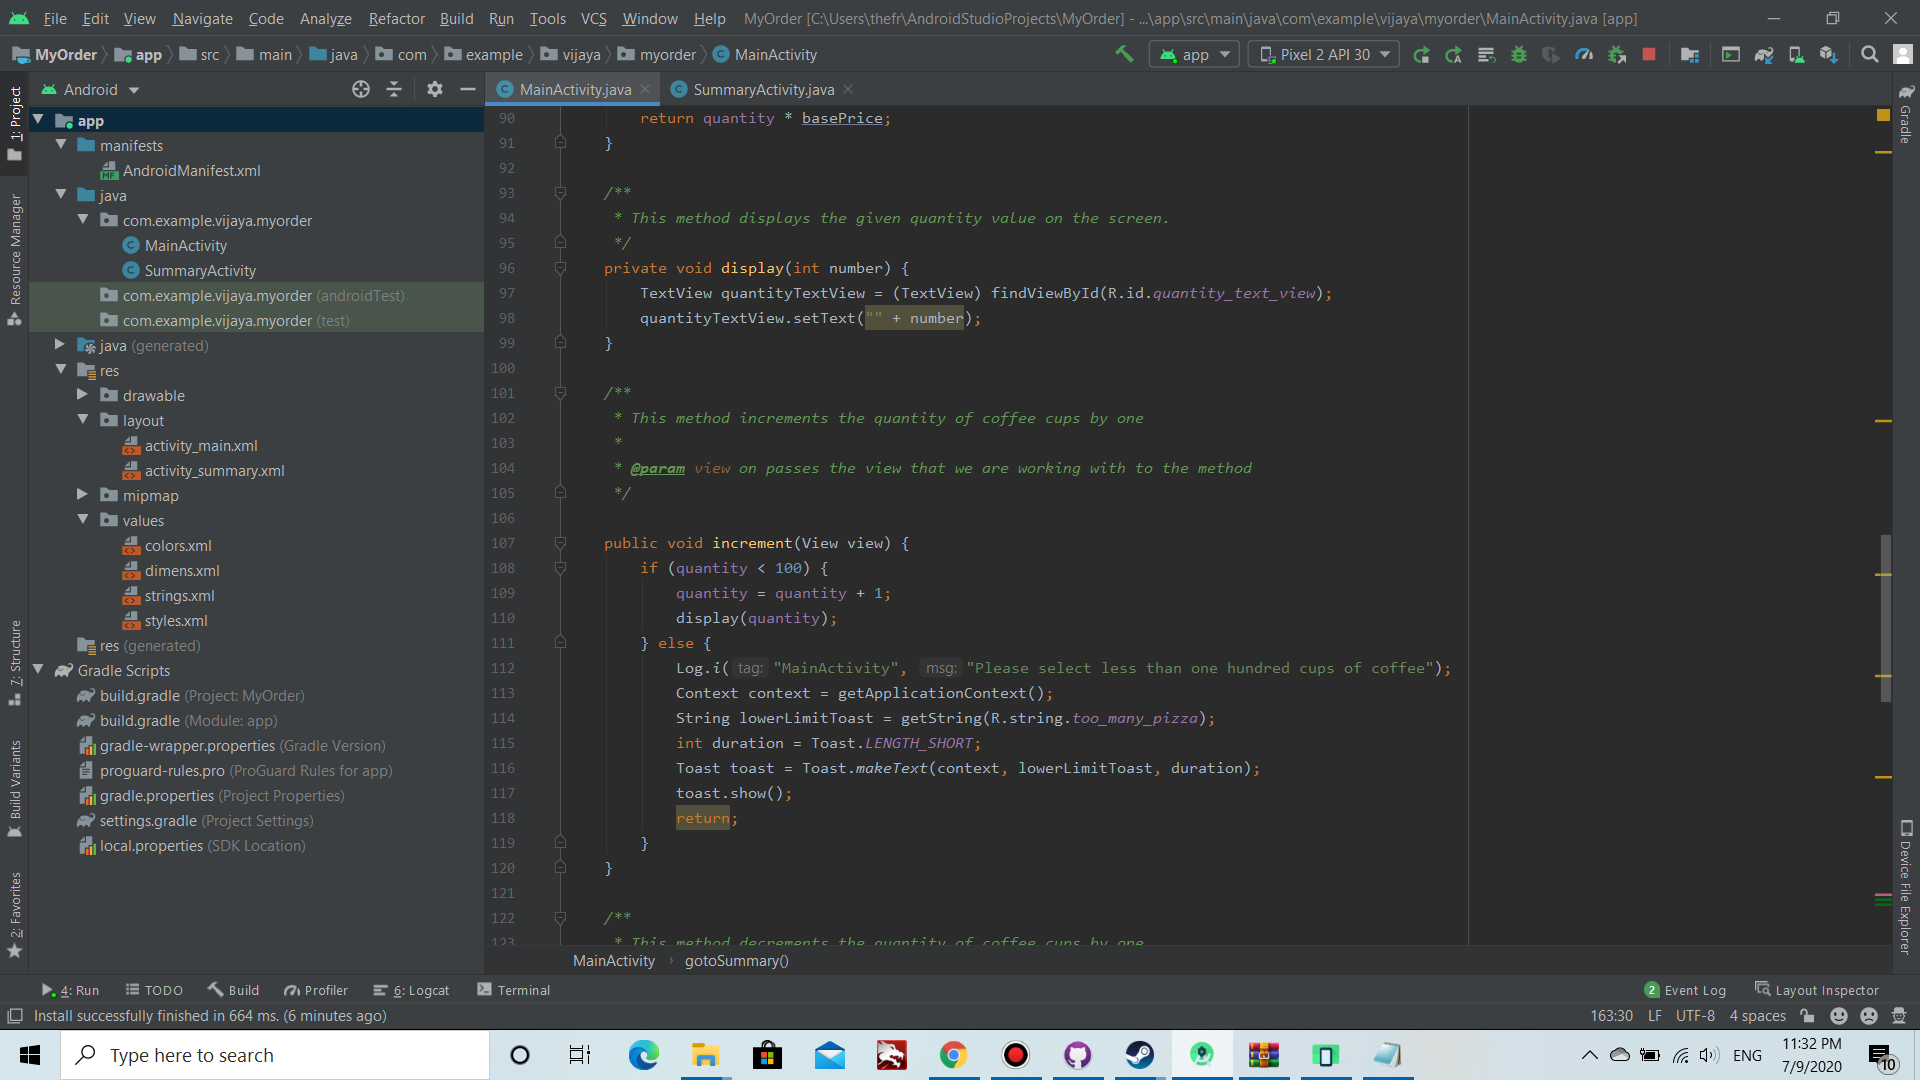 File Edit View Navigate Code Analyze Refactor Build Run Tools VCS Window Help MyOrder [C:\Users\thefr\AndroidStudioProjects\MyOrder] - ...\app\src\main\java\com\example\vijaya\myorder\MainActivity.java [app]
MyOrder app src main java com example vijaya myorder MainActivity app Pixel 2 API 30
Android MainActivity.java SummaryActivity.java
1: Project
Resource Manager
7: Structure
Build Variants
2: Favorites
app
manifests
AndroidManifest.xml
java
com.example.vijaya.myorder
MainActivity
SummaryActivity
com.example.vijaya.myorder (androidTest)
com.example.vijaya.myorder (test)
java (generated)
res
drawable
layout
activity_main.xml
activity_summary.xml
mipmap
values
colors.xml
dimens.xml
strings.xml
styles.xml
res (generated)
Gradle Scripts
build.gradle (Project: MyOrder)
build.gradle (Module: app)
gradle-wrapper.properties (Gradle Version)
proguard-rules.pro (ProGuard Rules for app)
gradle.properties (Project Properties)
settings.gradle (Project Settings)
local.properties (SDK Location)
90 return quantity * basePrice;
91 }
92
93 /**
94 * This method displays the given quantity value on the screen.
95 */
96 private void display(int number) {
97 TextView quantityTextView = (TextView) findViewById(R.id.quantity_text_view);
98 quantityTextView.setText("" + number);
99 }
100
101 /**
102 * This method increments the quantity of coffee cups by one
103 *
104 * @param view on passes the view that we are working with to the method
105 */
106
107 public void increment(View view) {
108 if (quantity < 100) {
109 quantity = quantity + 1;
110 display(quantity);
111 } else {
112 Log.i( tag: "MainActivity", msg: "Please select less than one hundred cups of coffee");
113 Context context = getApplicationContext();
114 String lowerLimitToast = getString(R.string.too_many_pizza);
115 int duration = Toast.LENGTH_SHORT;
116 Toast toast = Toast.makeText(context, lowerLimitToast, duration);
117 toast.show();
118 return;
119 }
120 }
121
122 /**
123 * This method decrements the quantity of coffee cups by one
Gradle
Device File Explorer
MainActivity gotoSummary()
4: Run TODO Build Profiler 6: Logcat Terminal 2 Event Log Layout Inspector
Install successfully finished in 664 ms. (6 minutes ago) 163:30 LF UTF-8 4 spaces
Type here to search ENG 11:32 PM
7/9/2020 10